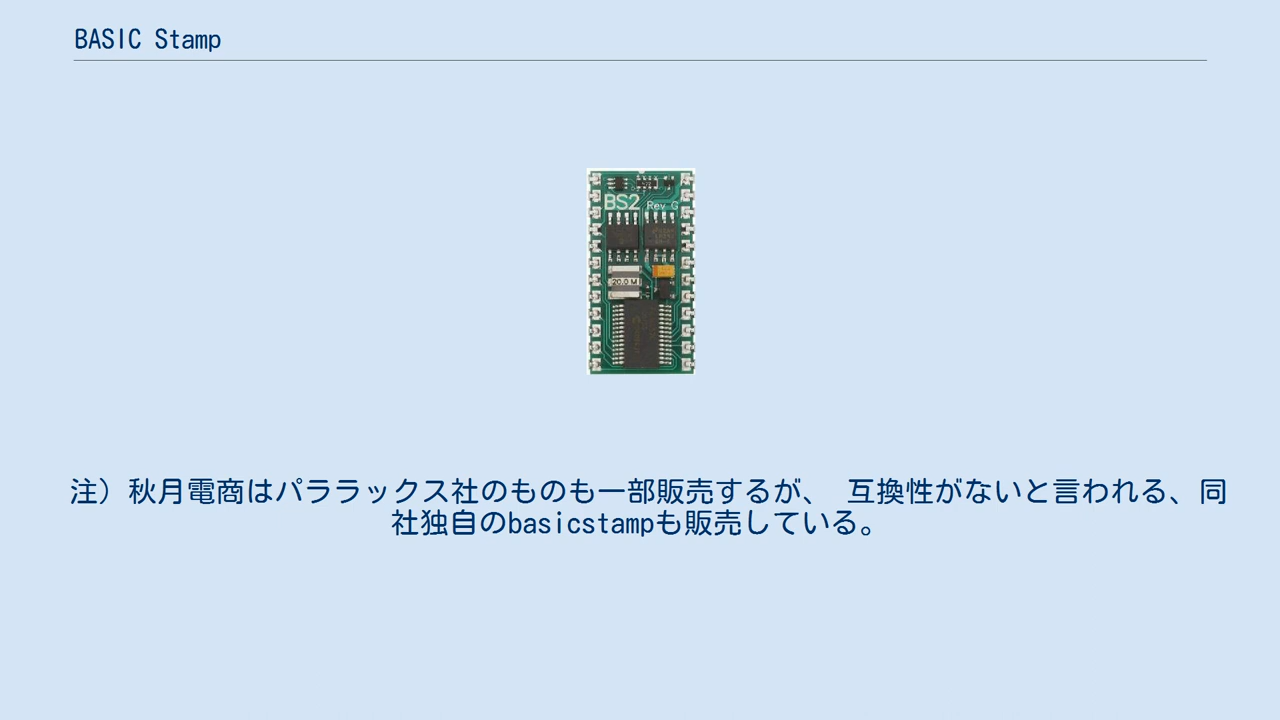 BASIC Stamp
BS2
Rev G
20.0 M
注）秋月電商はパララックス社のものも一部販売するが、 互換性がないと言われる、同
社独自のbasicstampも販売している。